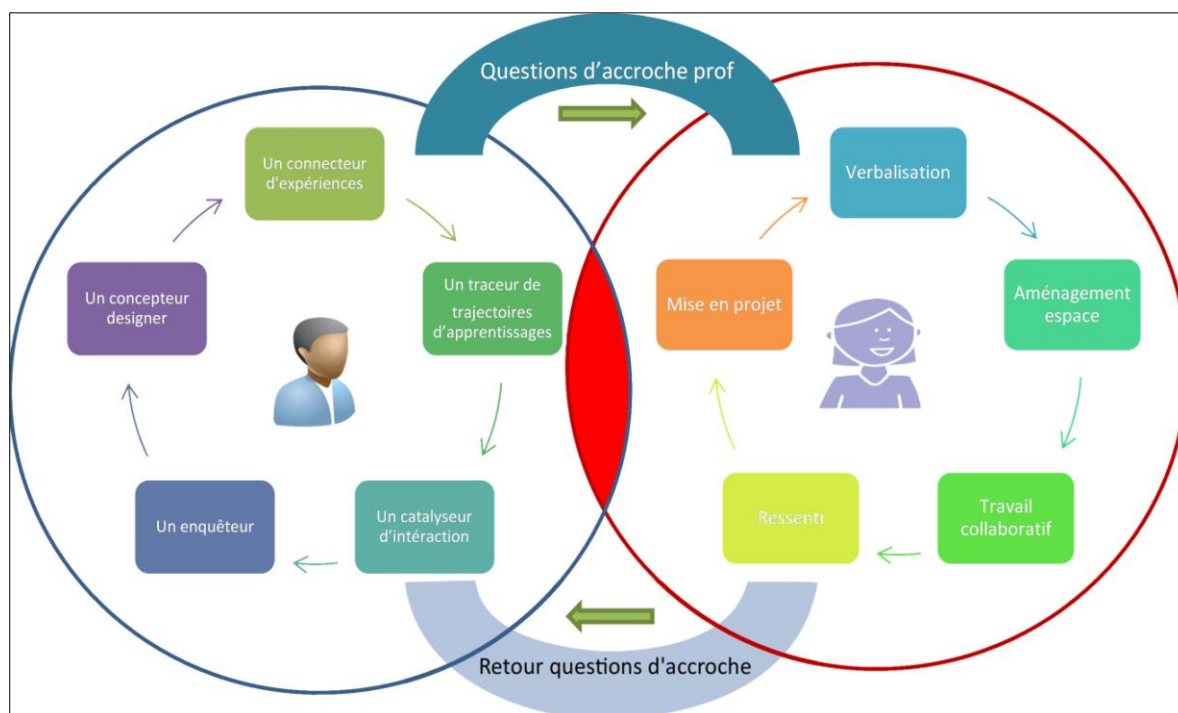 Questions d'accroche prof
Un connecteur
d'expériences
Un traceur de
trajectoires
d'apprentissages
Un catalyseur
d'intéraction
Un enquêteur
Un concepteur
designer
Verbalisation
Aménagement
espace
Travail
collaboratif
Ressenti
Mise en projet
Retour questions d'accroche